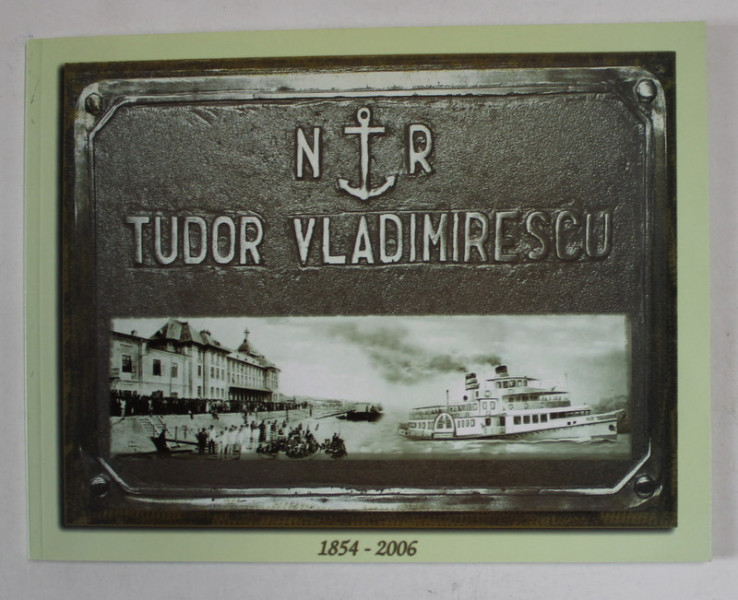 N R
TUDOR VLADIMIRESCU
1854 - 2006